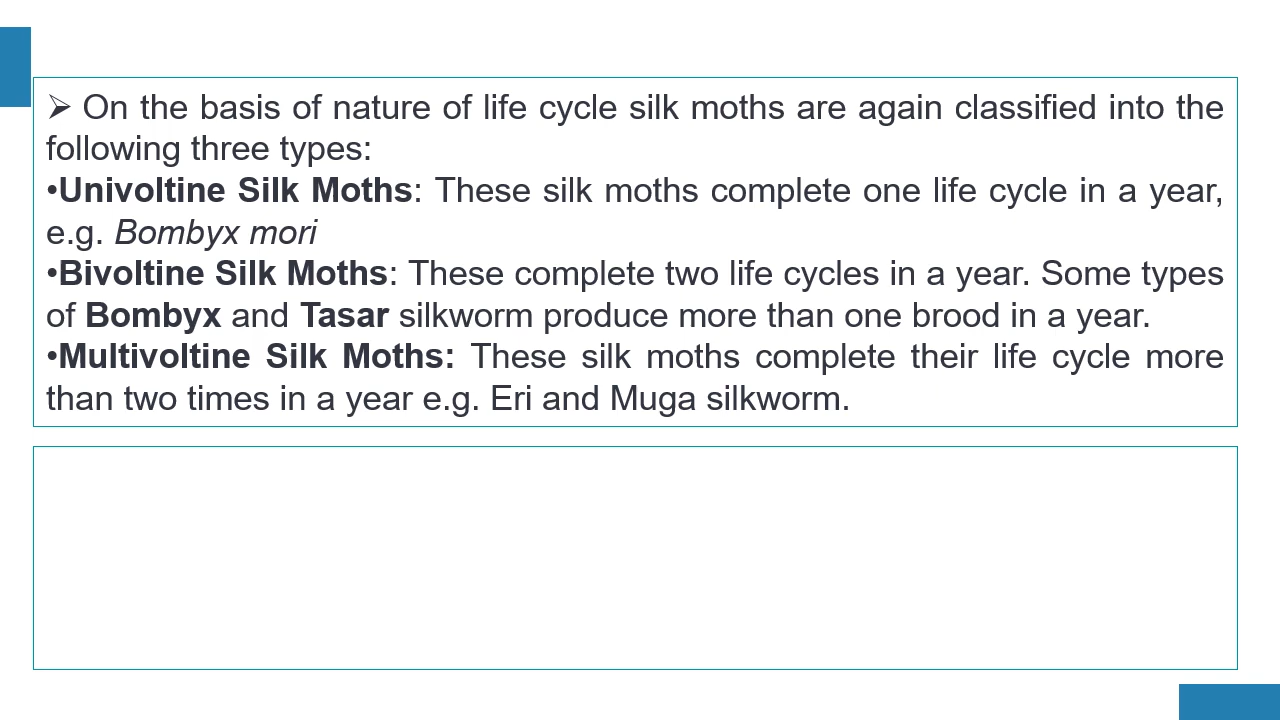 ➢ On the basis of nature of life cycle silk moths are again classified into the
following three types:
•Univoltine Silk Moths: These silk moths complete one life cycle in a year,
e.g. Bombyx mori
•Bivoltine Silk Moths: These complete two life cycles in a year. Some types
of Bombyx and Tasar silkworm produce more than one brood in a year.
•Multivoltine Silk Moths: These silk moths complete their life cycle more
than two times in a year e.g. Eri and Muga silkworm.